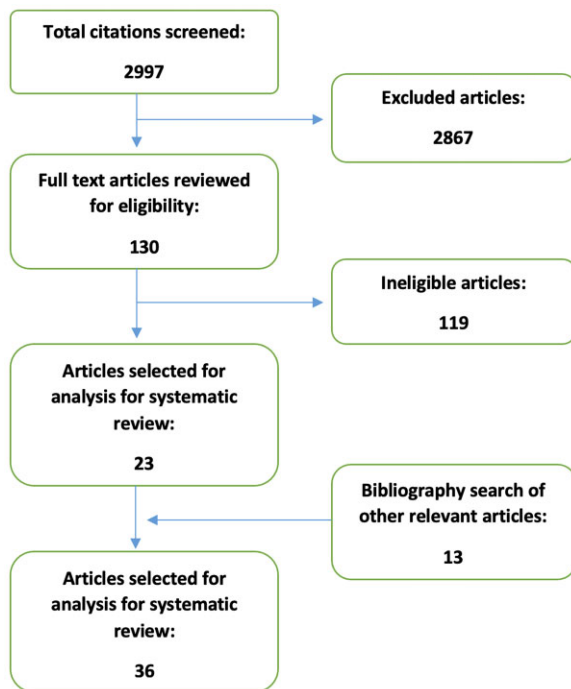 Total citations screened:
2997
Excluded articles:
2867
Full text articles reviewed
for eligibility:
130
Ineligible articles:
119
Articles selected for
analysis for systematic
review:
23
Bibliography search of
other relevant articles:
13
Articles selected for
analysis for systematic
review:
36